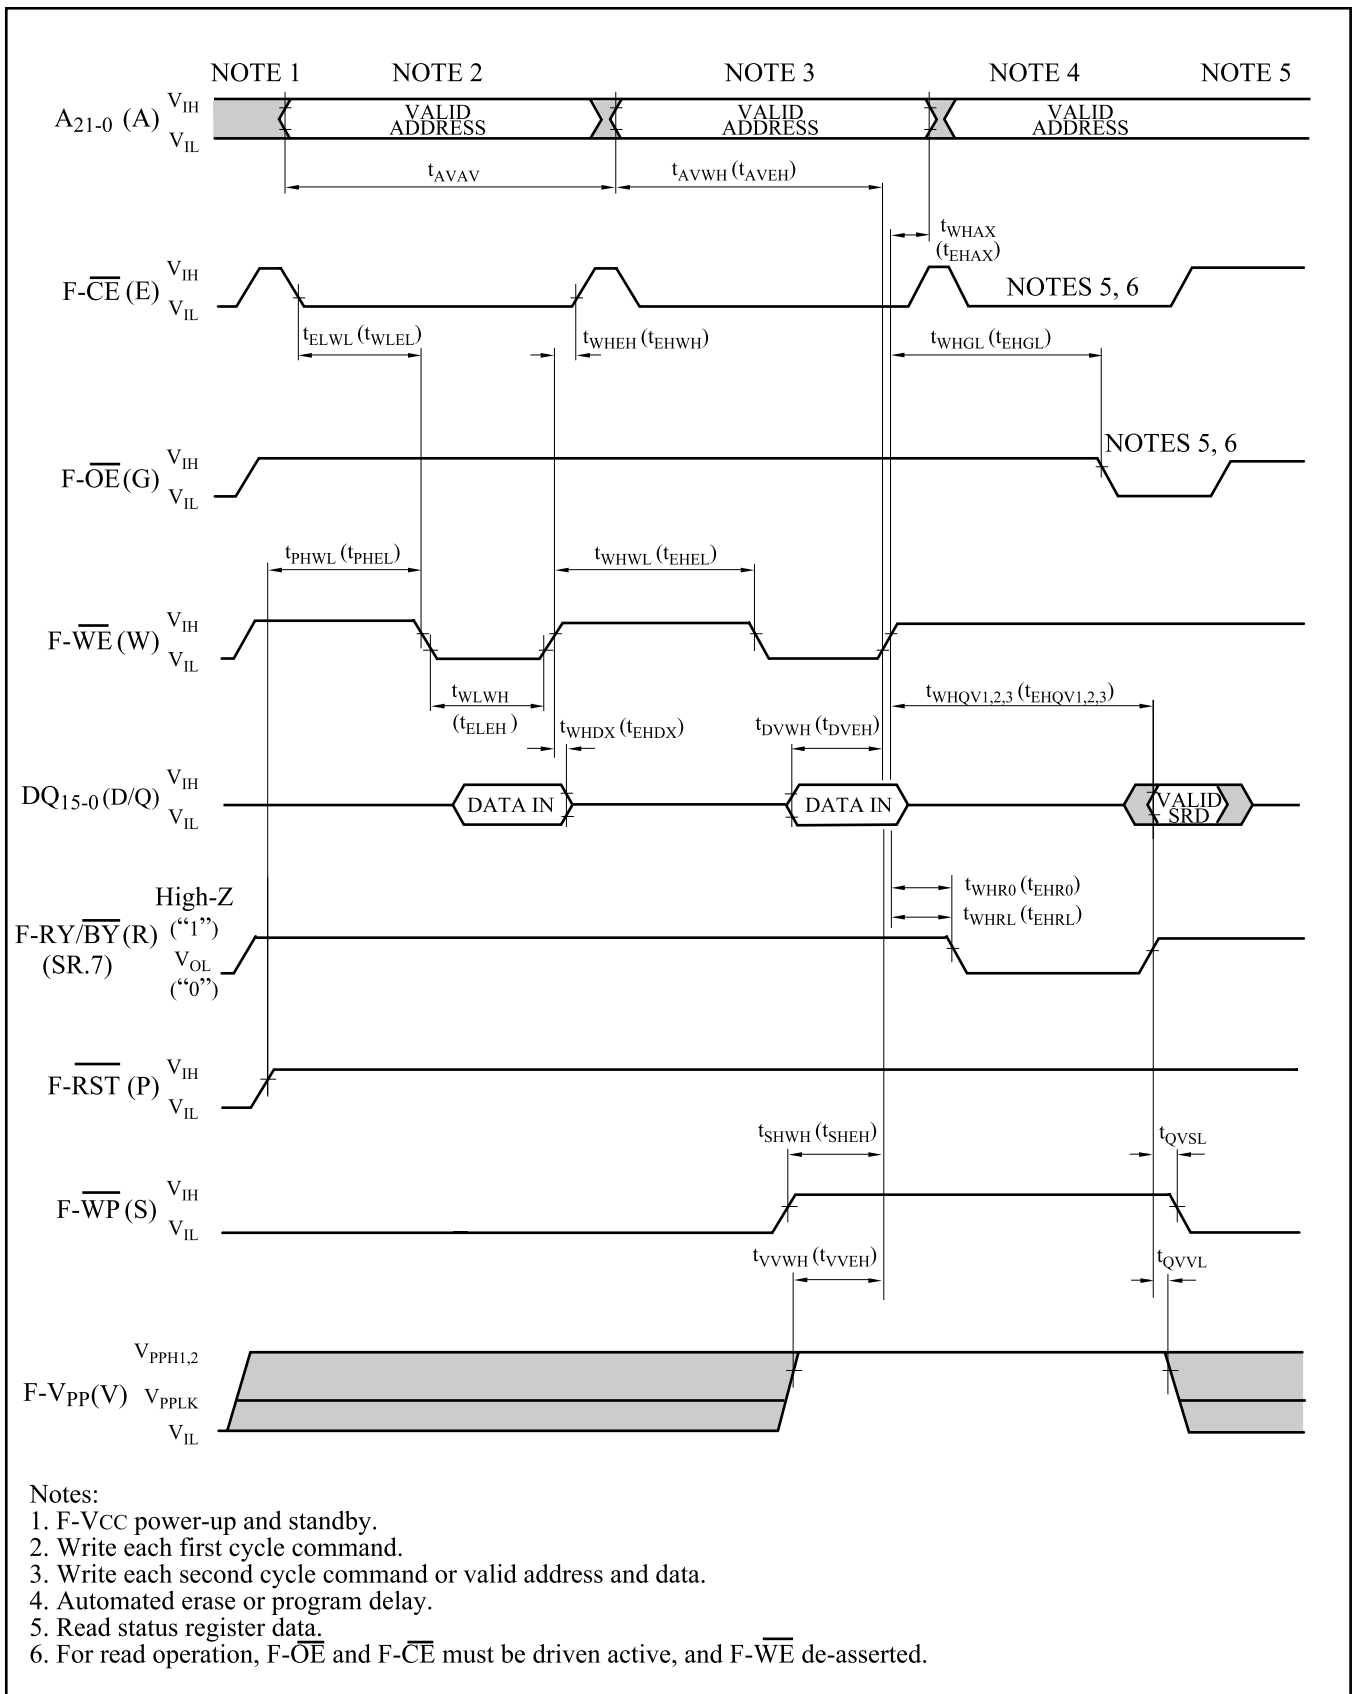 NOTE 1 NOTE 2 NOTE 3 NOTE 4 NOTE 5
A21-0 (A) VIH VIL
VALID ADDRESS
VALID ADDRESS
VALID ADDRESS
tAVAV
tAVWH (tAVEH)
tWHAX
(tEHAX)
F-CE (E) VIH VIL
NOTES 5, 6
tELWL (tWLEL)
tWHEH (tEHWH)
tWHGL (tEHGL)
F-OE (G) VIH VIL
NOTES 5, 6
tPHWL (tPHEL)
tWHWL (tEHEL)
F-WE (W) VIH VIL
tWLWH
(tELEH )
tWHDX (tEHDX)
tDVWH (tDVEH)
tWHQV1,2,3 (tEHQV1,2,3)
DQ15-0 (D/Q) VIH VIL
DATA IN
DATA IN
VALID SRD
tWHR0 (tEHR0)
tWHRL (tEHRL)
F-RY/BY (R)
(SR.7)
High-Z
(“1”)
VOL
(“0”)
F-RST (P) VIH VIL
tSHWH (tSHEH)
tQVSL
F-WP (S) VIH VIL
tVVWH (tVVEH)
tQVVL
F-VPP (V) VPPH1,2 VPPLK VIL
Notes:
1. F-VCC power-up and standby.
2. Write each first cycle command.
3. Write each second cycle command or valid address and data.
4. Automated erase or program delay.
5. Read status register data.
6. For read operation, F-OE and F-CE must be driven active, and F-WE de-asserted.